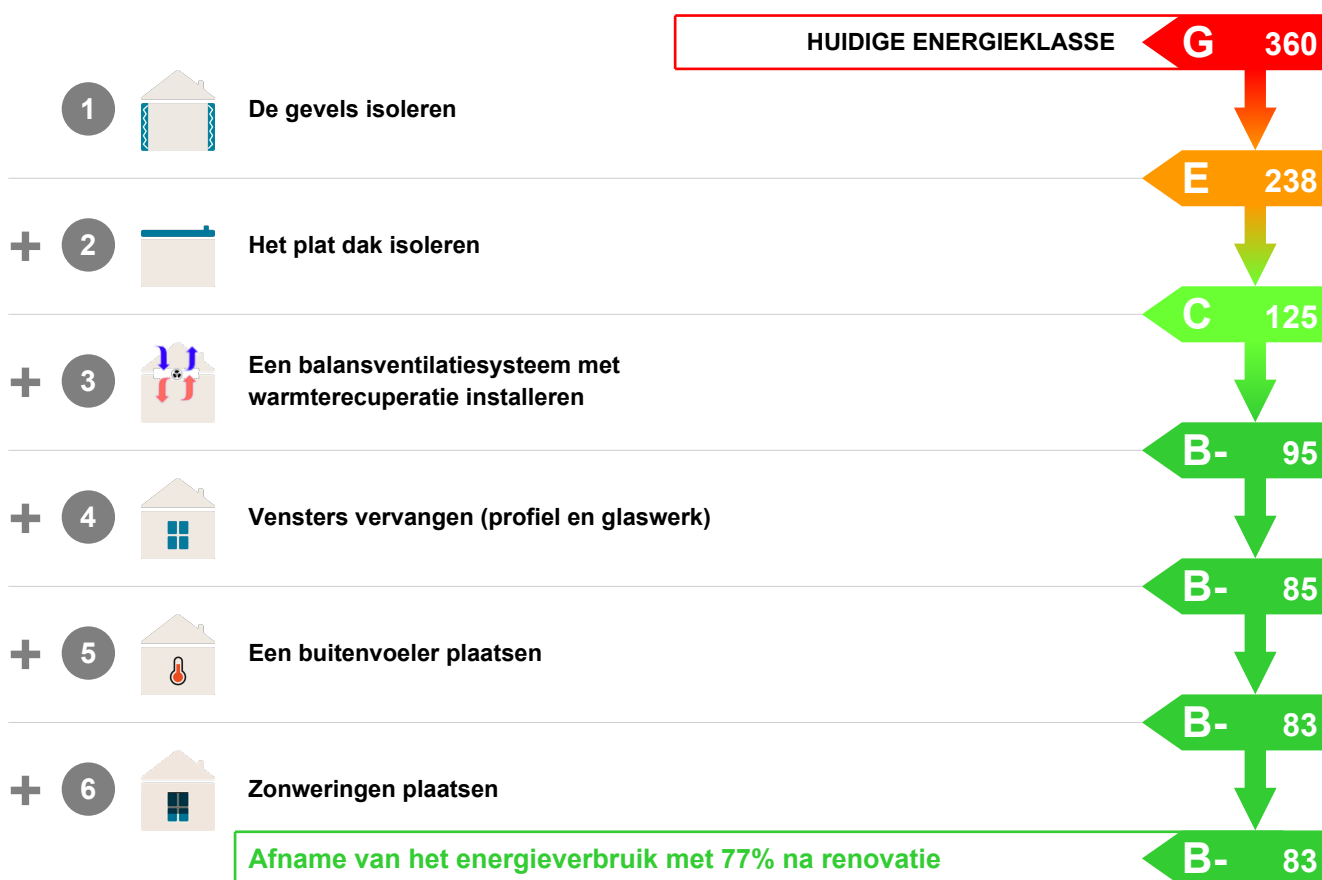 HUIDIGE ENERGIEKLASSE G 360
1 De gevels isoleren
E 238
+ 2 Het plat dak isoleren
C 125
+ 3 Een balansventilatiesysteem met
warmterecuperatie installeren
B- 95
+ 4 Vensters vervangen (profiel en glaswerk)
B- 85
+ 5 Een buitenvoeler plaatsen
B- 83
+ 6 Zonweringen plaatsen
Afname van het energieverbruik met 77% na renovatie B- 83